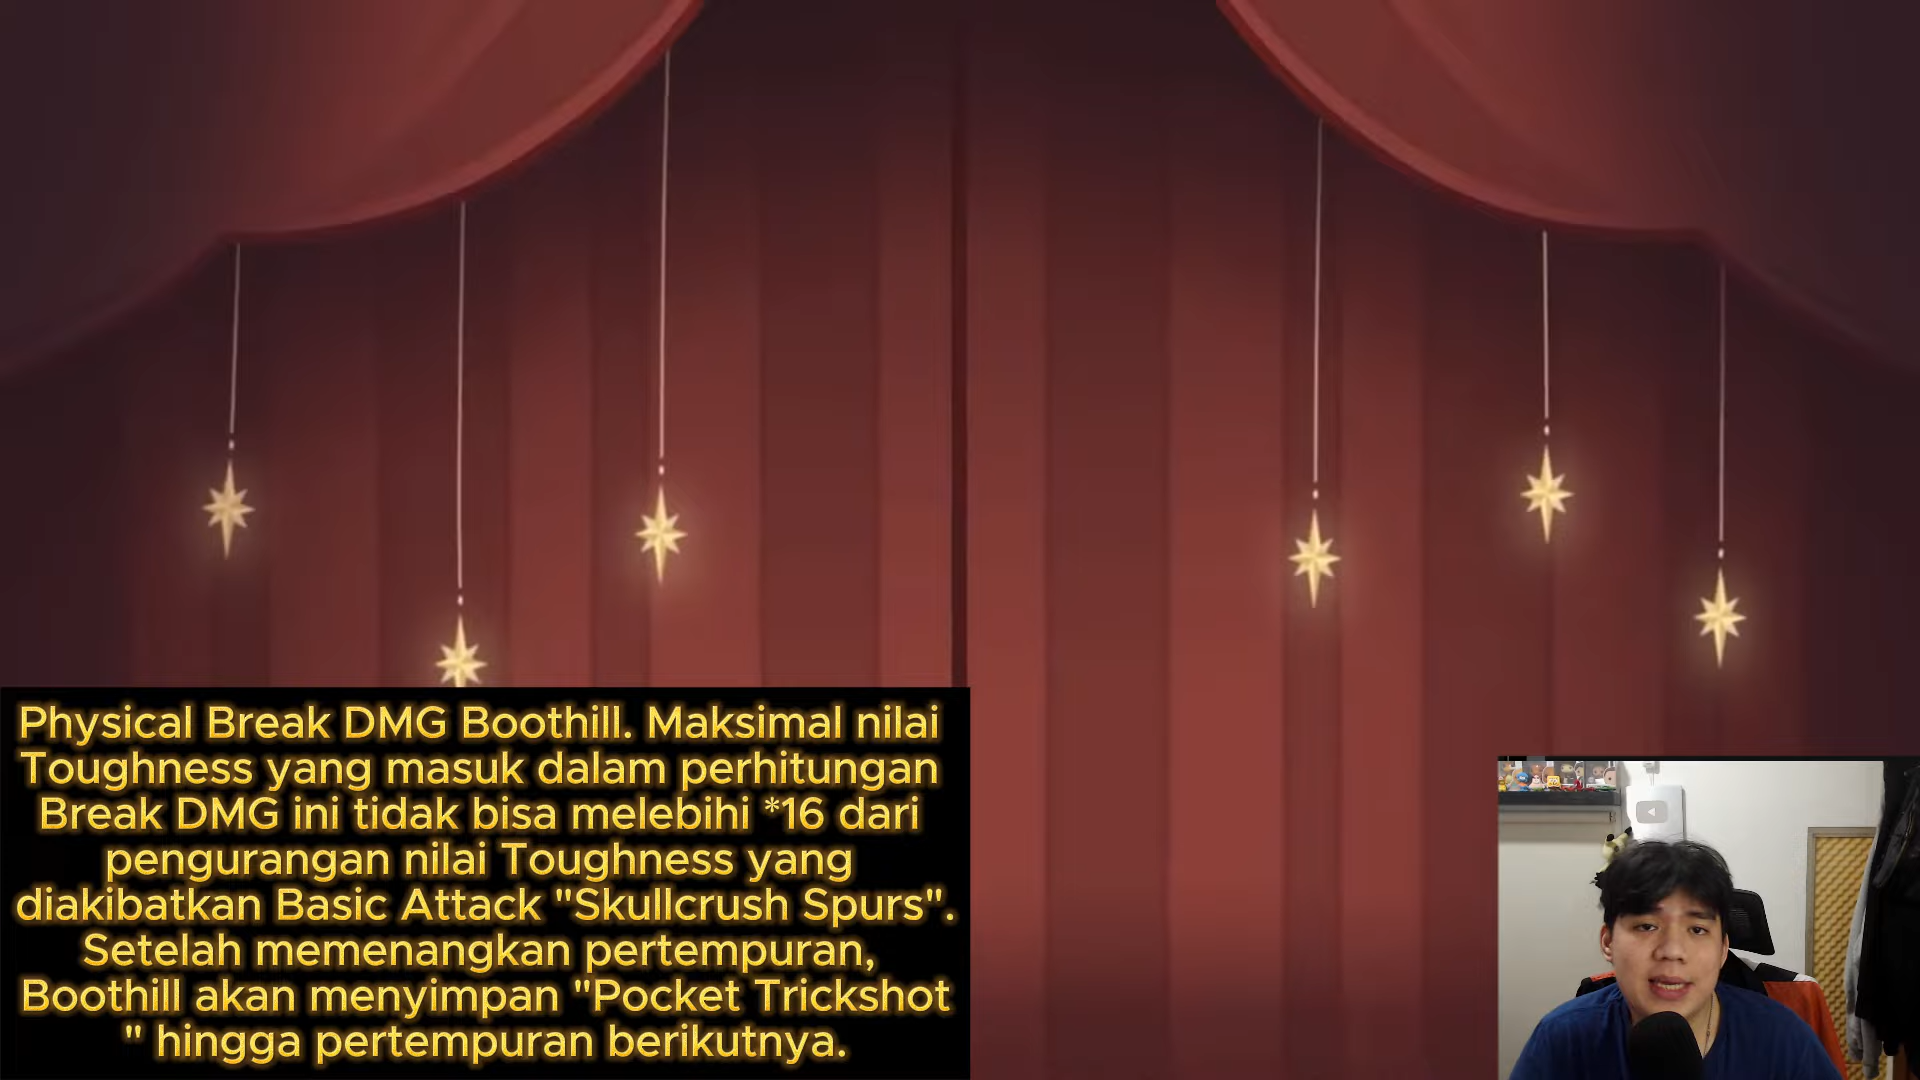 Physical Break DMG Boothill. Maksimal nilai
Toughness yang masuk dalam perhitungan
Break DMG ini tidak bisa melebihi *16 dari
pengurangan nilai Toughness yang
diakibatkan Basic Attack "Skullcrush Spurs".
Setelah memenangkan pertempuran,
Boothill akan menyimpan "Pocket Trickshot
" hingga pertempuran berikutnya.